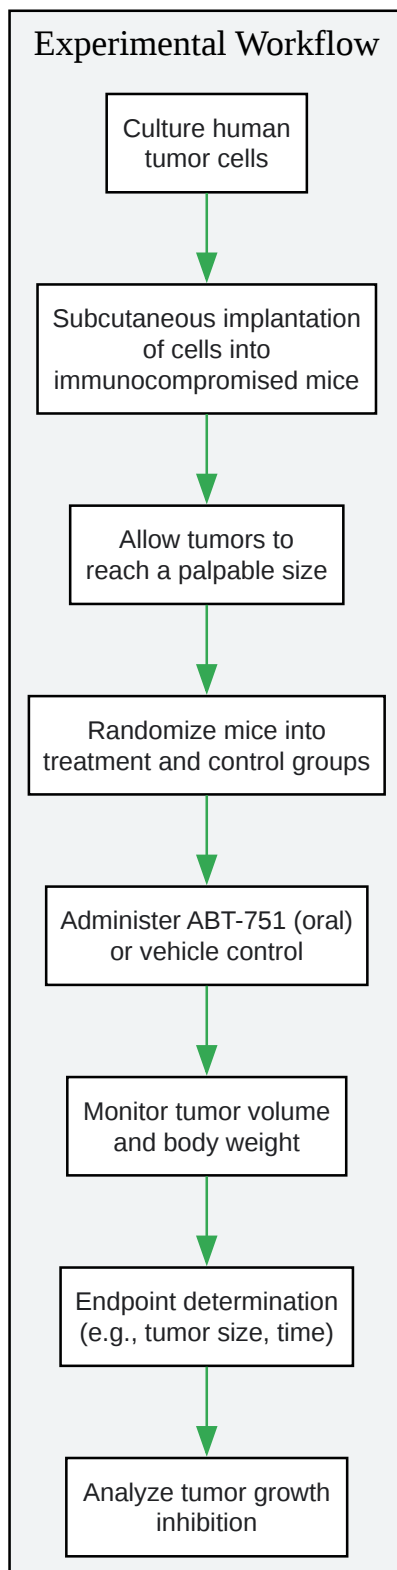 Experimental Workflow
Culture human
tumor cells
Subcutaneous implantation
of cells into
immunocompromised mice
Allow tumors to
reach a palpable size
Randomize mice into
treatment and control groups
Administer ABT-751 (oral)
or vehicle control
Monitor tumor volume
and body weight
Endpoint determination
(e.g., tumor size, time)
Analyze tumor growth
inhibition